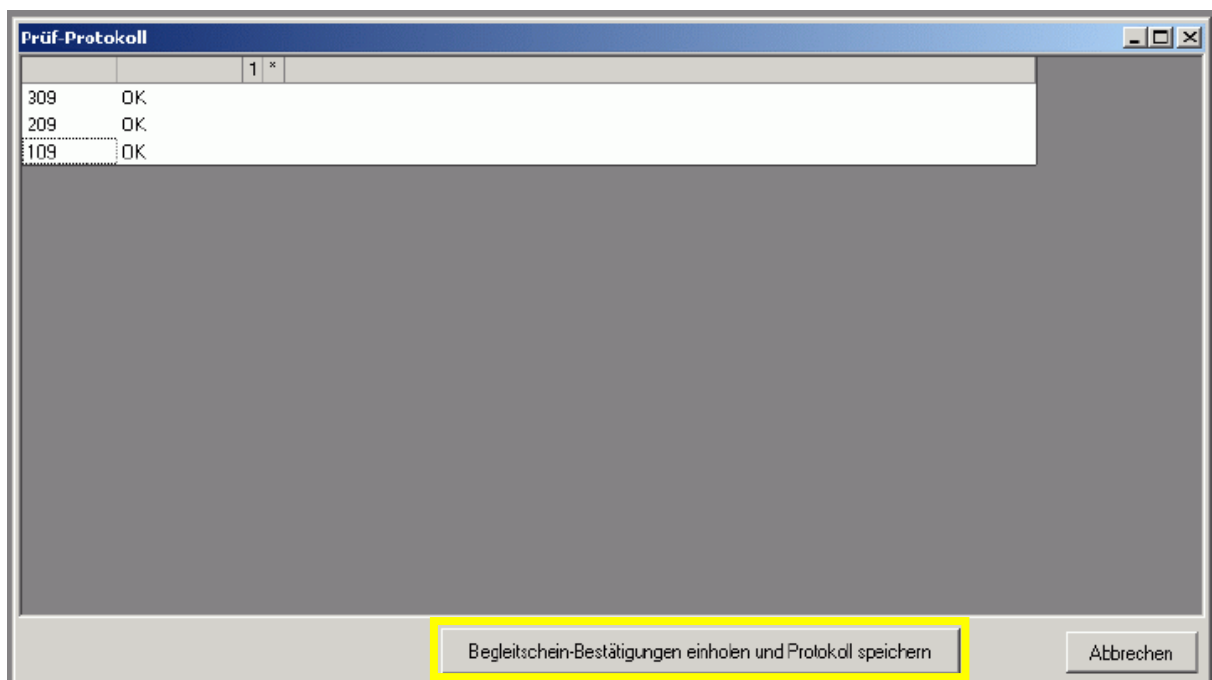 Prüf-Protokoll
1 *
309 OK
209 OK
109 OK
Begleitschein-Bestätigungen einholen und Protokoll speichern
Abbrechen